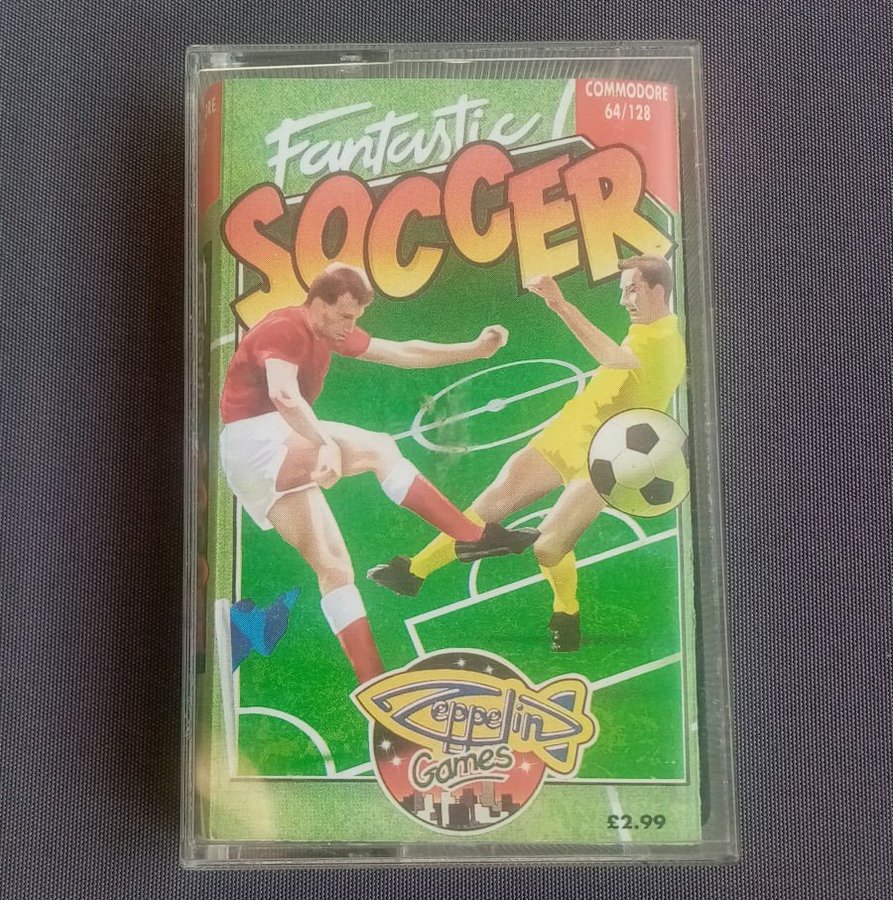 COMMODORE
64/128
Fantastic
SOCCER
Zeppelin
Games
£2.99